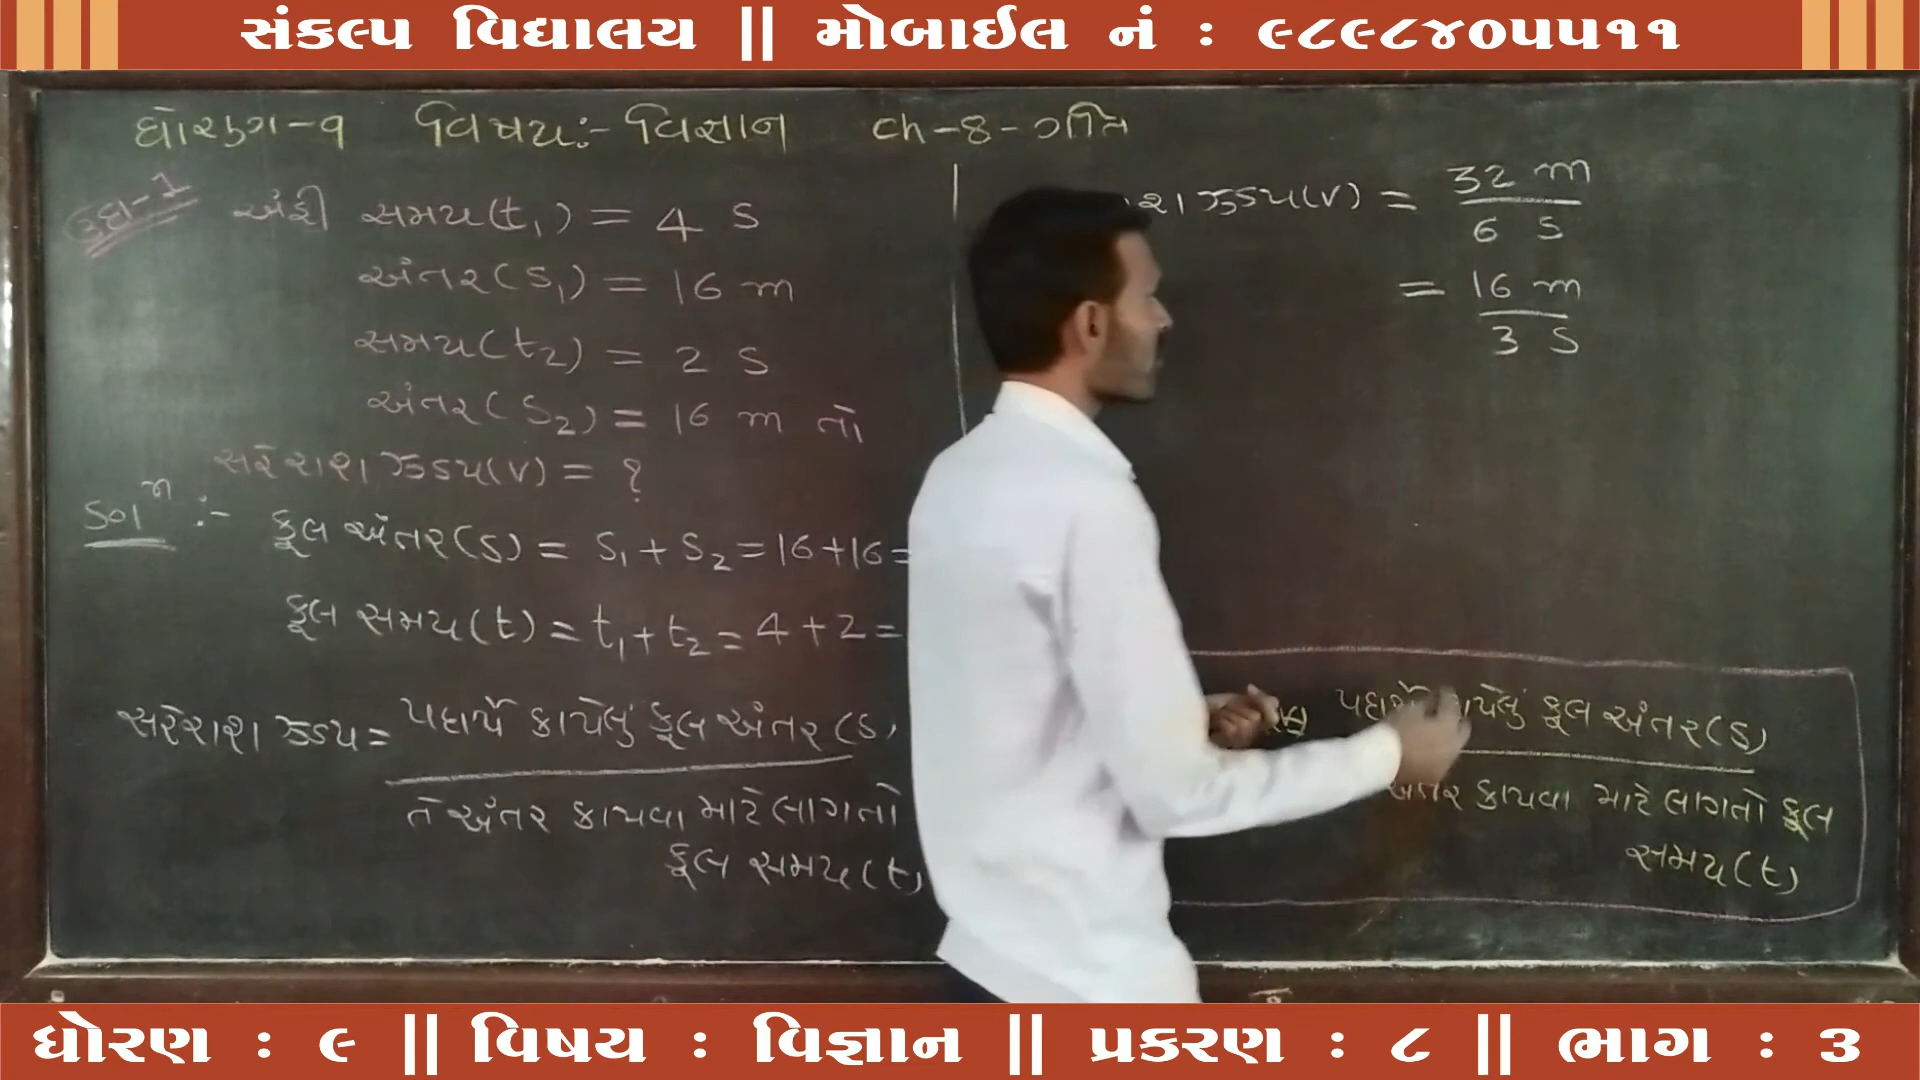 સંકલ્પ વિદ્યાલય || મોબાઈલ નં : ૯૮૯૮૪૦૫૫૧૧
ધોરણ-૧ વિષય:- વિજ્ઞાન ch-8-ગતિ
ઉદા-1 અંહી સમય(t₁) = 4 s
અંતર(s₁) = 16 m
સમય(t₂) = 2 s
અંતર(s₂) = 16 m તો
સરેરાશ ઝડપ(v) = ?
solⁿ :- કૂલ અંતર(s) = s₁ + s₂ = 16+16 =
કૂલ સમય(t) = t₁ + t₂ = 4 + 2 =
સરેરાશ ઝડપ = પદાર્થે કાપેલું કૂલ અંતર (s)
તે અંતર કાપવા માટે લાગતો
કૂલ સમય (t)
રાશ ઝડપ(v) = 32 m
6 s
= 16 m
3 s
પદાર્થે કાપેલું કૂલ અંતર(s)
અંતર કાપવા માટે લાગતો કૂલ
સમય(t)
ધોરણ : ૯ || વિષય : વિજ્ઞાન || પ્રકરણ : ૮ || ભાગ : ૩